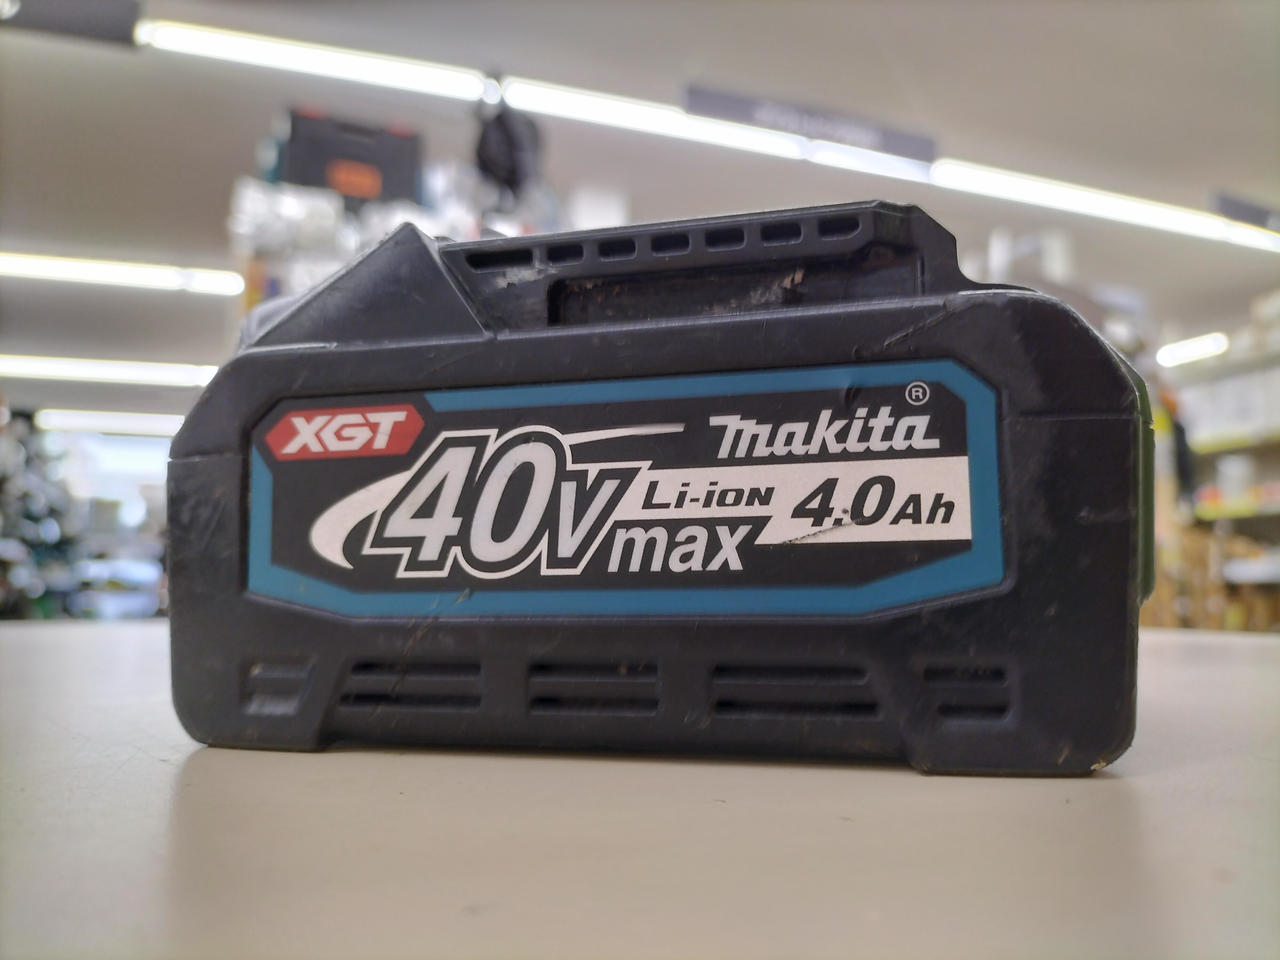 XGT
makita®
40v max
Li-ion
4.0Ah